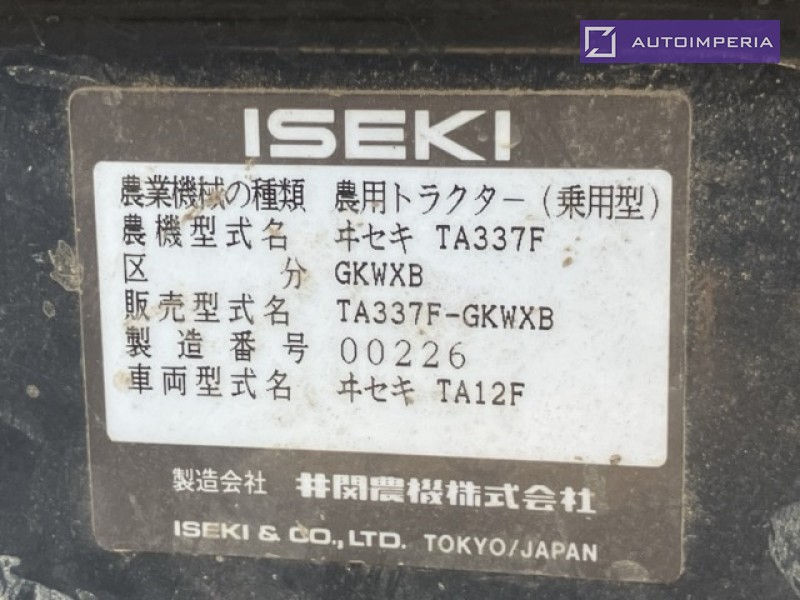 AUTOIMPERIA
ISEKI
農業機械の種類 農用トラクター(乗用型)
農機型式名 ヰセキ TA337F
区分 GKWXB
販売型式名 TA337F-GKWXB
製造番号 00226
車両型式名 ヰセキ TA12F
製造会社 井関農機株式会社
ISEKI & CO.,LTD. TOKYO/JAPAN